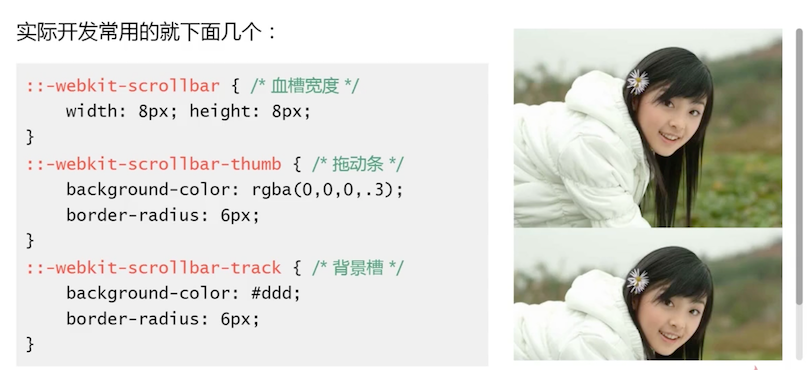 实际开发常用的就下面几个：
::-webkit-scrollbar { /* 血槽宽度 */
    width: 8px; height: 8px;
}
::-webkit-scrollbar-thumb { /* 拖动条 */
    background-color: rgba(0,0,0,.3);
    border-radius: 6px;
}
::-webkit-scrollbar-track { /* 背景槽 */
    background-color: #ddd;
    border-radius: 6px;
}